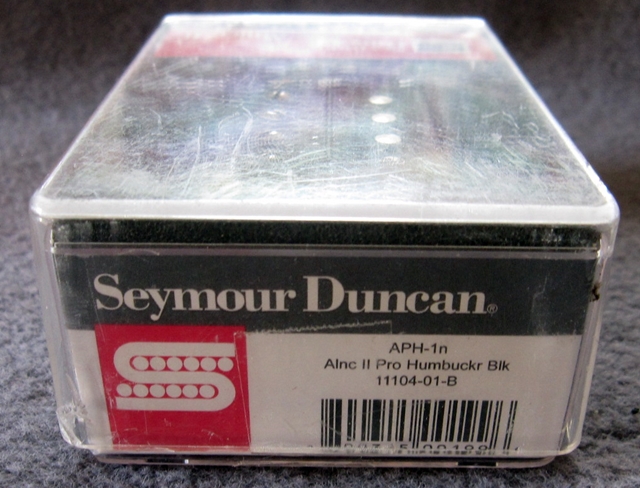 Seymour Duncan®
APH-1n
Alnc II Pro Humbuckr Blk
11104-01-B